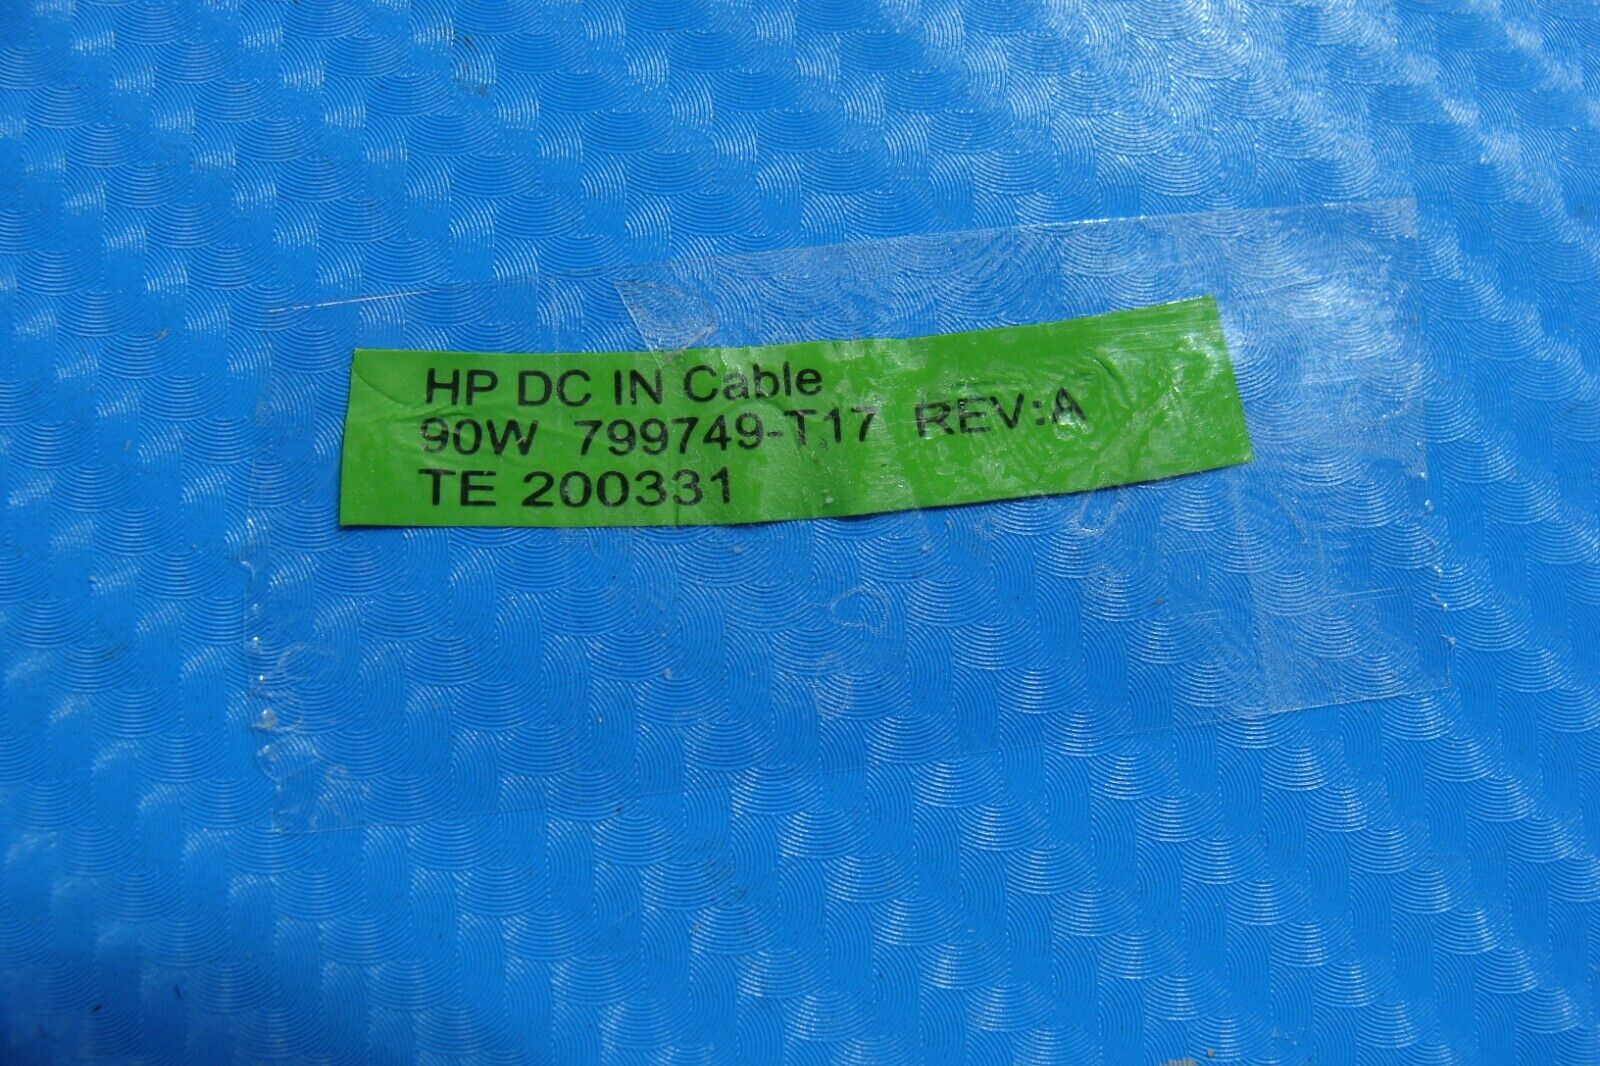 HP DC IN Cable
90W 799749-T17 REV:A
TE 200331